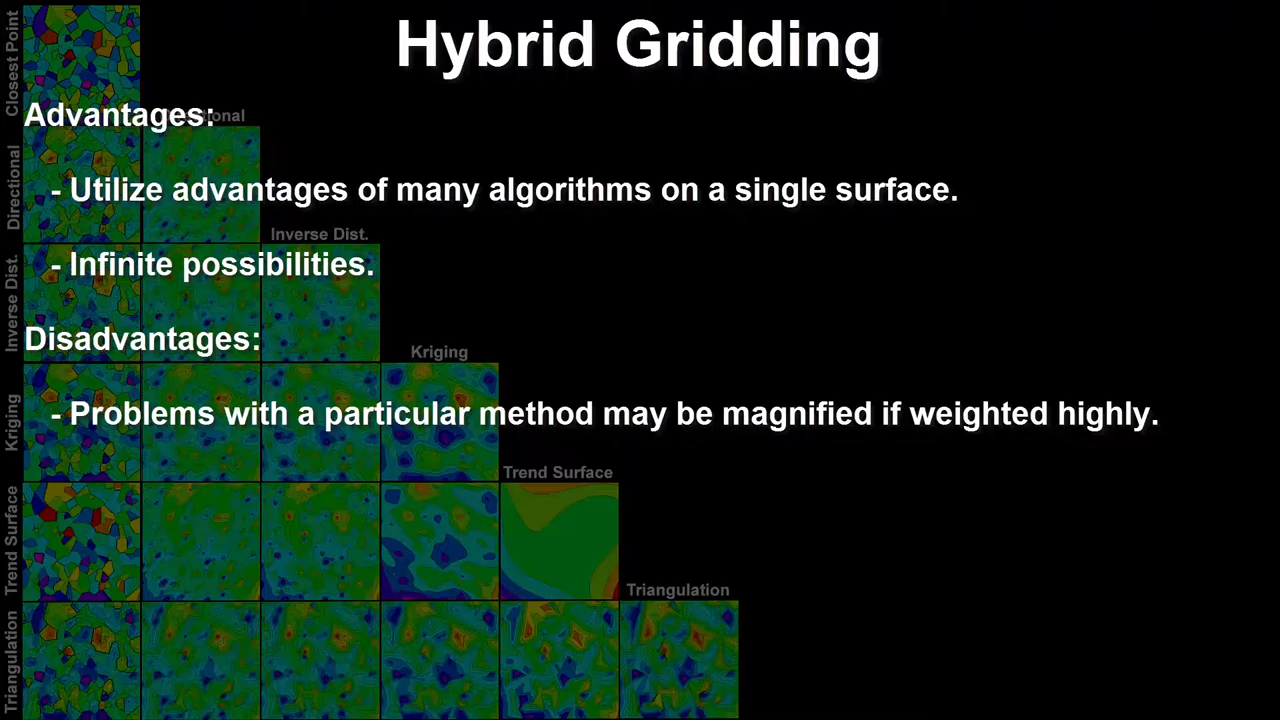 Hybrid Gridding
Advantages:
- Utilize advantages of many algorithms on a single surface.
- Infinite possibilities.
Disadvantages:
- Problems with a particular method may be magnified if weighted highly.
Inverse Dist.
Kriging
Trend Surface
Triangulation
Closest Point
Directional
Inverse Dist.
Kriging
Trend Surface
Triangulation